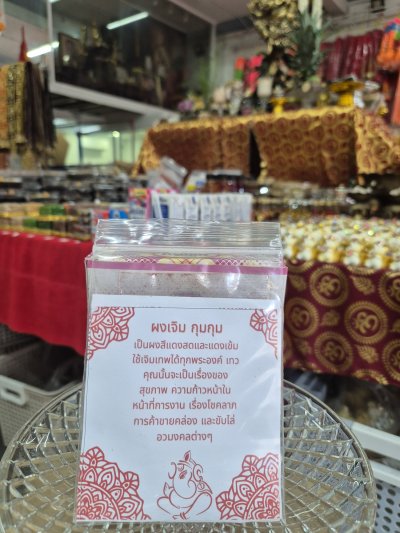 ผงเจิม กุมกุม
เป็นผงสีแดงสดและแดงเข้ม
ใช้เจิมเทพได้ทุกพระองค์ เทว
คุณนั้นจะเป็นเรื่องของ
สุขภาพ ความก้าวหน้าใน
หน้าที่การงาน เรื่องโชคลาภ
การค้าขายคล่อง และขับไล่
อวมงคลต่างๆ